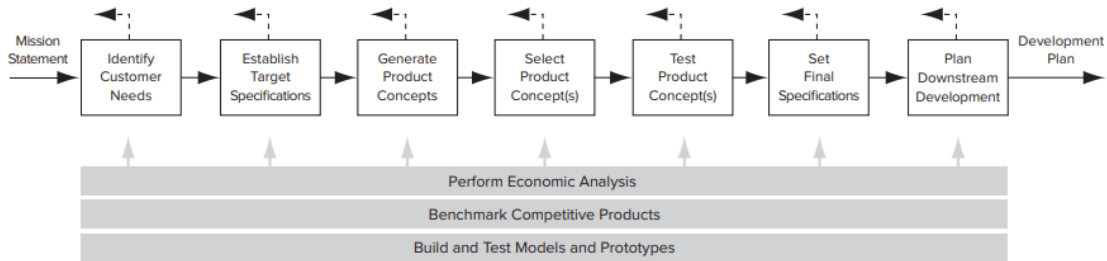 Mission
Statement
Identify
Customer
Needs
Establish
Target
Specifications
Generate
Product
Concepts
Select
Product
Concept(s)
Test
Product
Concept(s)
Set
Final
Specifications
Plan
Downstream
Development
Development
Plan
Perform Economic Analysis
Benchmark Competitive Products
Build and Test Models and Prototypes